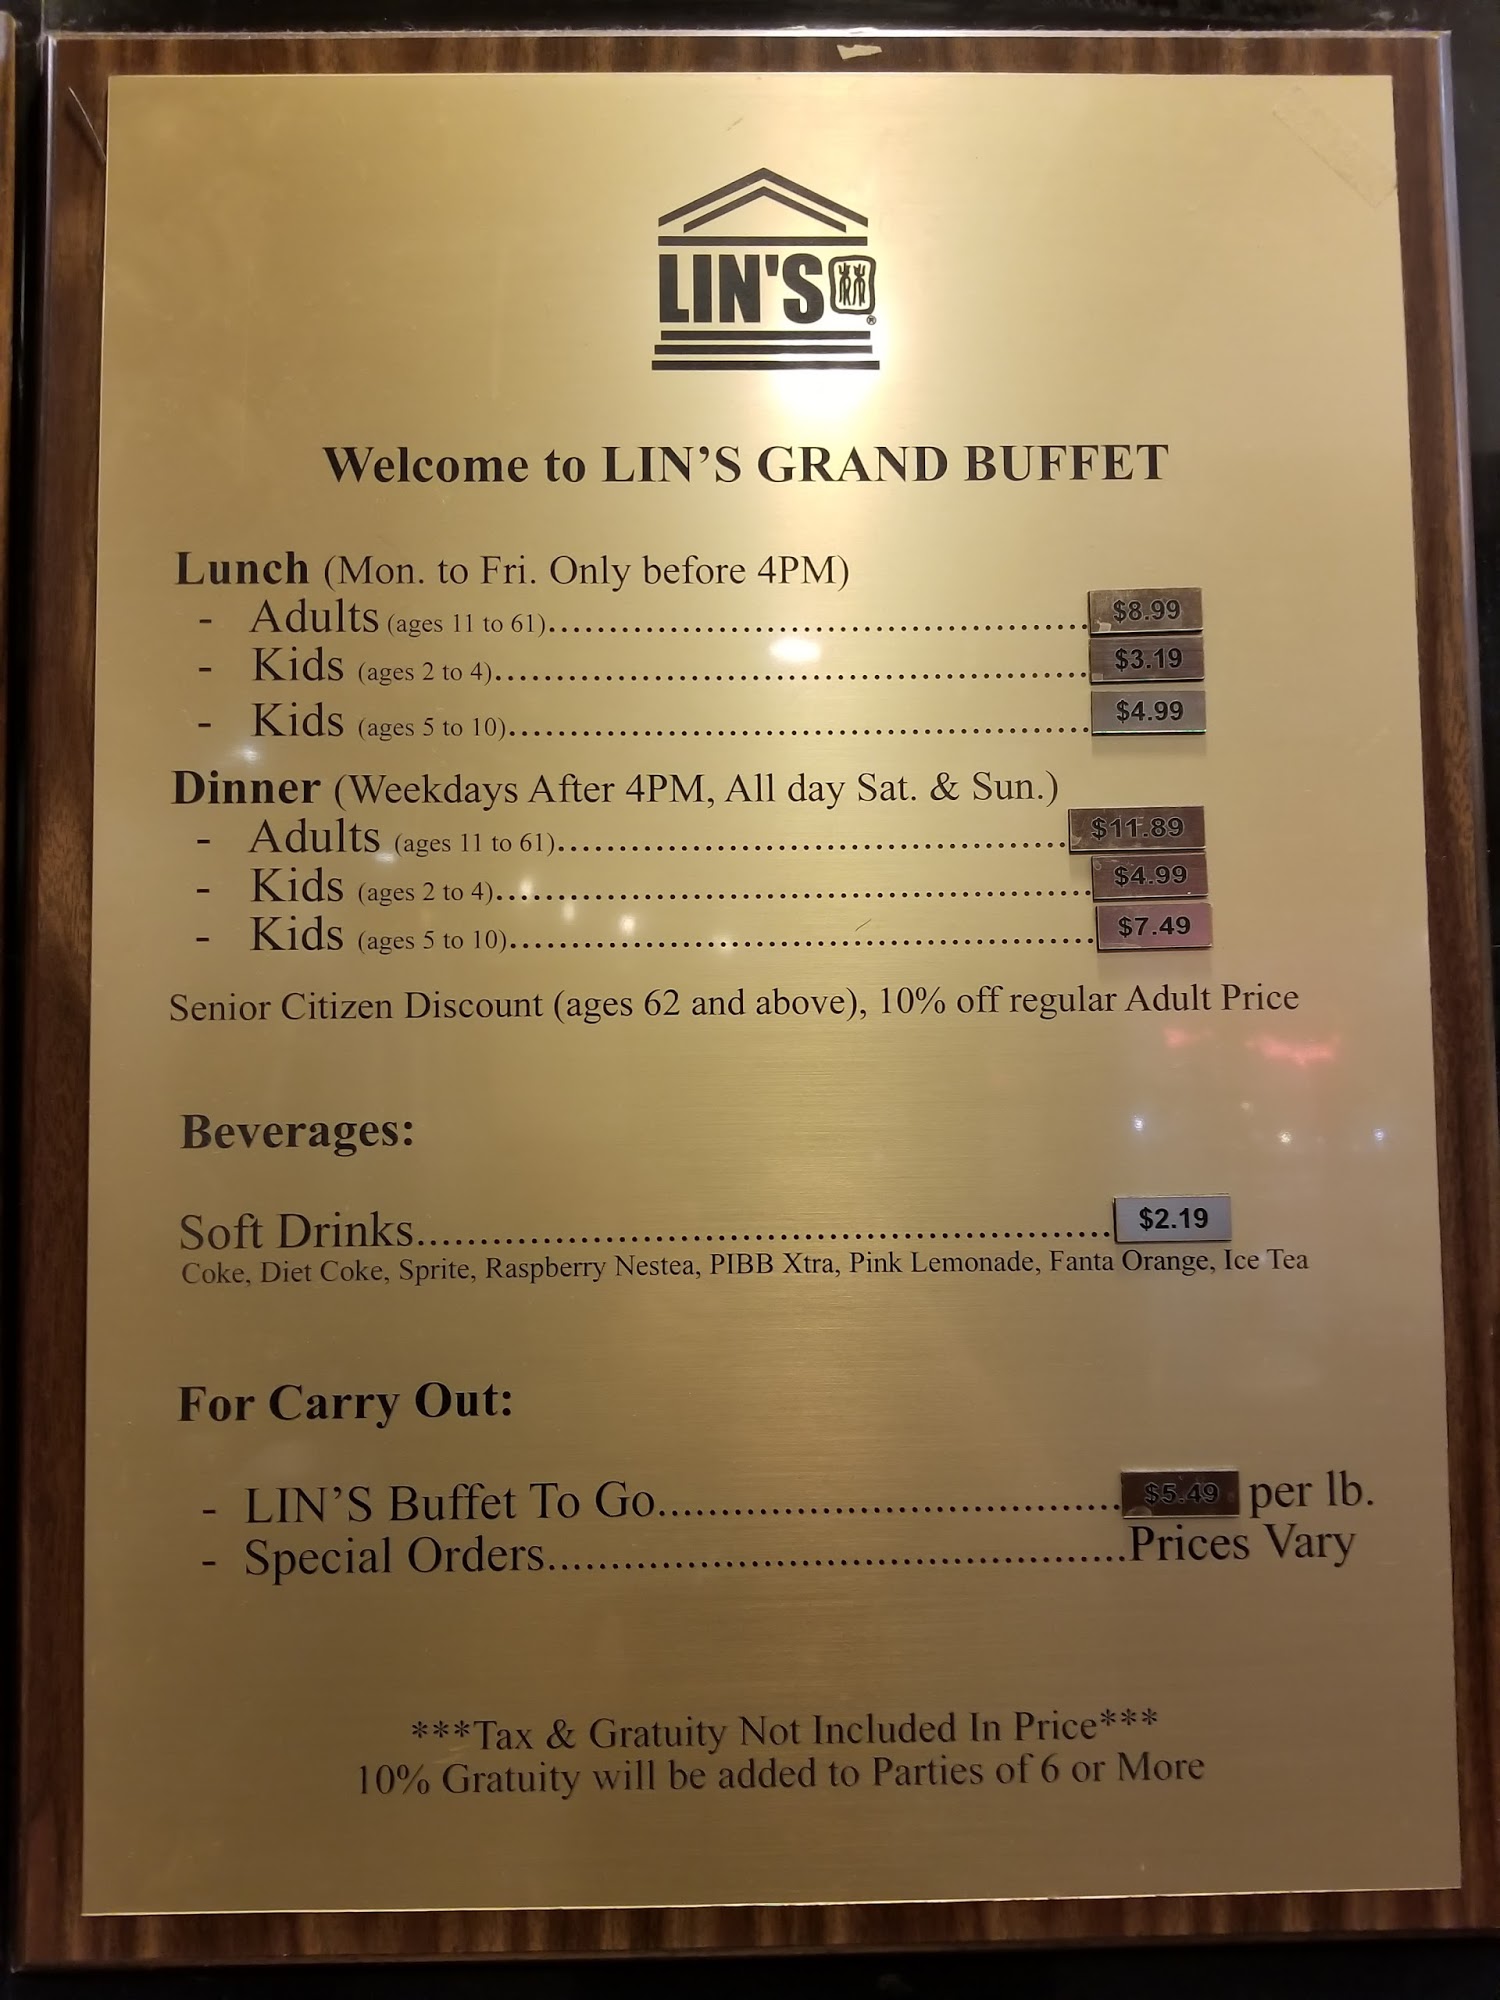 LIN'S林®
Welcome to LIN'S GRAND BUFFET
Lunch (Mon. to Fri. Only before 4PM)
- Adults (ages 11 to 61)........................................... $8.99
- Kids (ages 2 to 4)................................................ $3.19
- Kids (ages 5 to 10).............................................. $4.99
Dinner (Weekdays After 4PM, All day Sat. & Sun.)
- Adults (ages 11 to 61)......................................... $11.89
- Kids (ages 2 to 4)................................................ $4.99
- Kids (ages 5 to 10).............................................. $7.49
Senior Citizen Discount (ages 62 and above), 10% off regular Adult Price
Beverages:
Soft Drinks....................................................... $2.19
Coke, Diet Coke, Sprite, Raspberry Nestea, PIBB Xtra, Pink Lemonade, Fanta Orange, Ice Tea
For Carry Out:
- LIN'S Buffet To Go..................................... $5.49 per lb.
- Special Orders..............................................Prices Vary
***Tax & Gratuity Not Included In Price***
10% Gratuity will be added to Parties of 6 or More